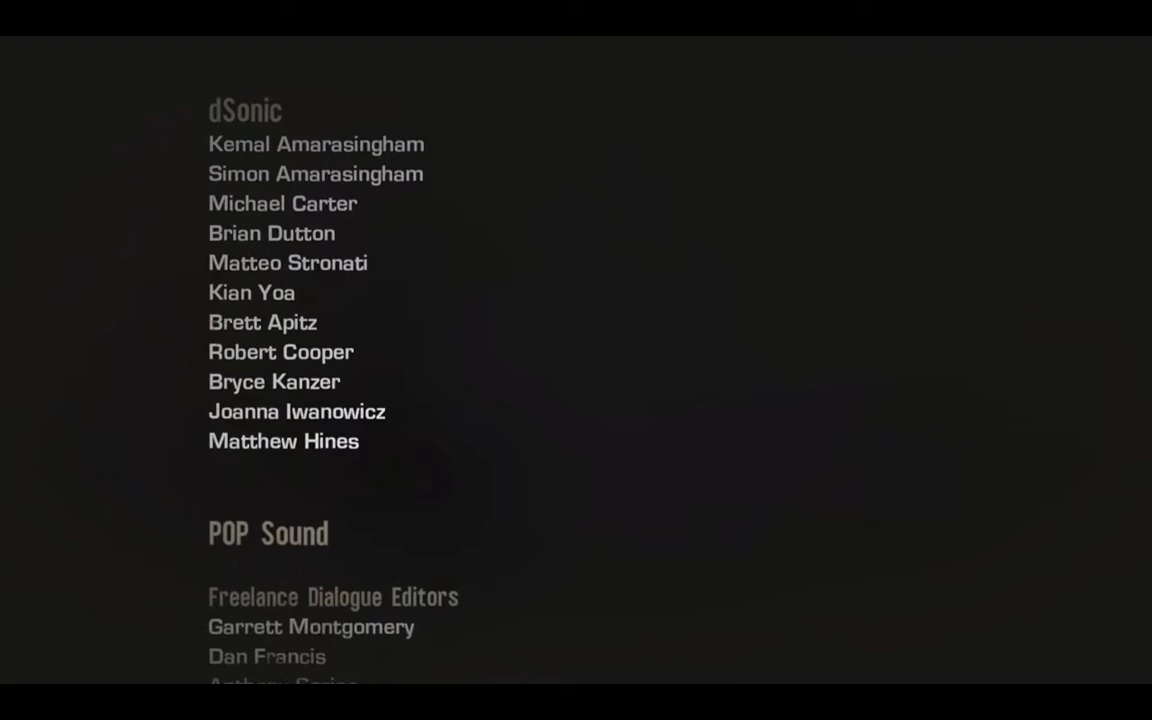 dSonic
Kemal Amarasingham
Simon Amarasingham
Michael Carter
Brian Dutton
Matteo Stronati
Kian Yoa
Brett Apitz
Robert Cooper
Bryce Kanzer
Joanna Iwanowicz
Matthew Hines
POP Sound
Freelance Dialogue Editors
Garrett Montgomery
Dan Francis